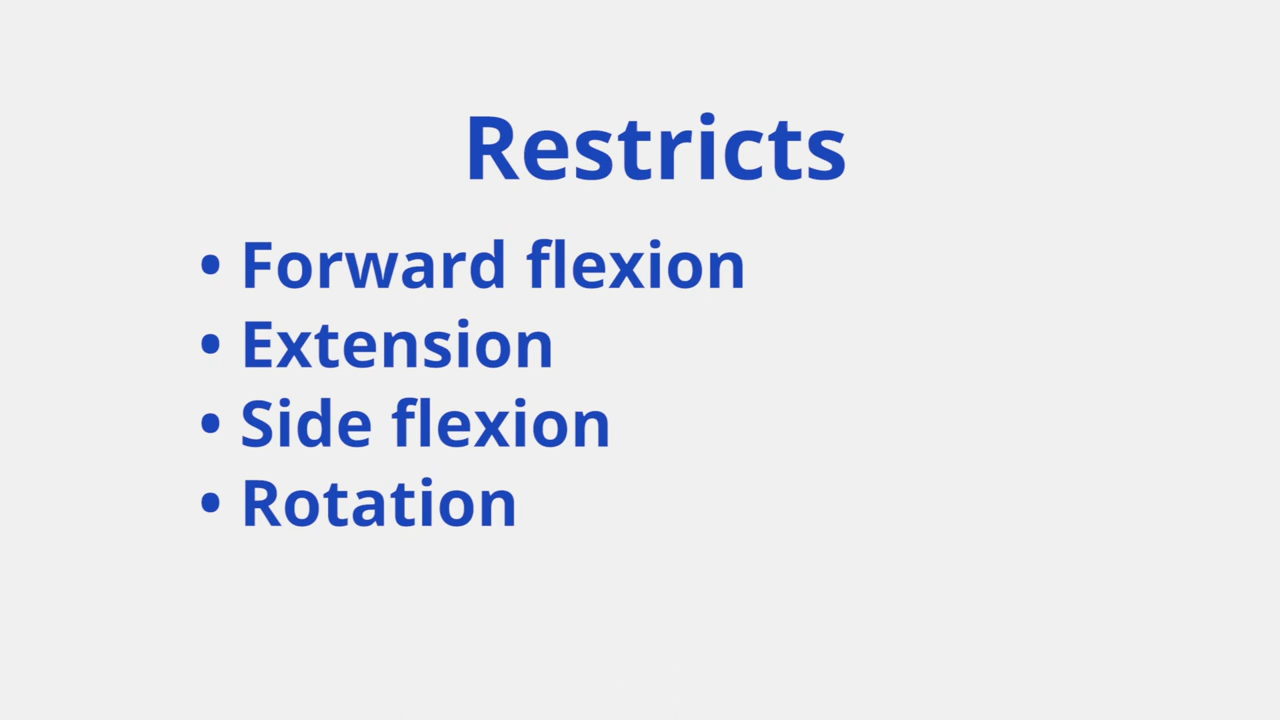 Restricts
• Forward flexion
• Extension
• Side flexion
• Rotation